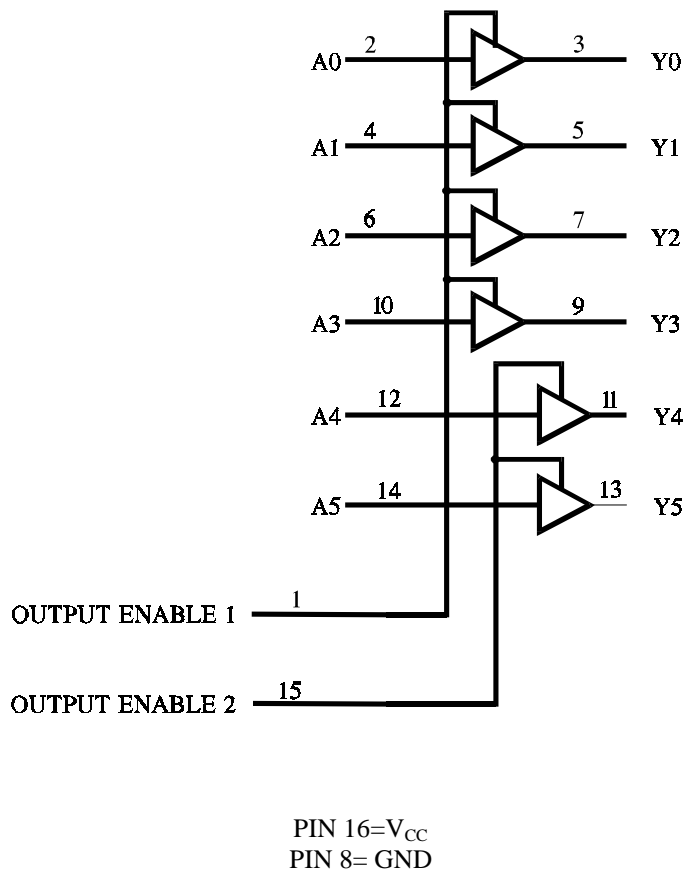 A0 2 3 Y0
A1 4 5 Y1
A2 6 7 Y2
A3 10 9 Y3
A4 12 11 Y4
A5 14 13 Y5
OUTPUT ENABLE 1 1
OUTPUT ENABLE 2 15
PIN 16=VCC
PIN 8= GND